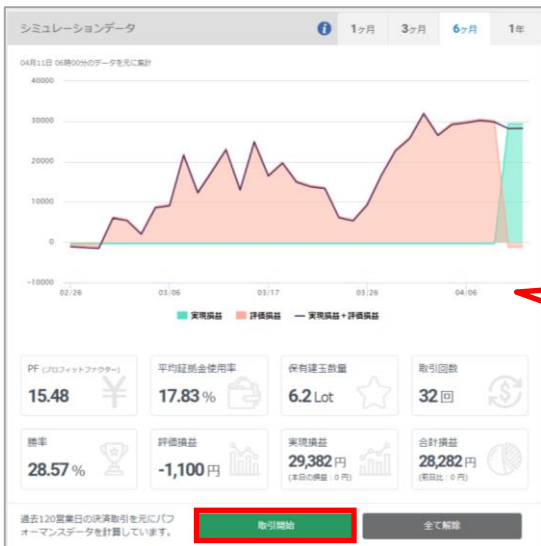 シミュレーションデータ
1ヶ月 3ヶ月 6ヶ月 1年
04月11日 06時00分のデータを元に集計
40000
30000
20000
10000
0
-10000
02/26 03/06 03/17 03/26 04/06
実現損益 評価損益 実現損益+評価損益
PF (プロフィットファクター) 平均証拠金使用率 保有建玉数量 取引回数
15.48 17.83 % 6.2 Lot 32 回
勝率 評価損益 実現損益 合計損益
28.57 % -1,100 円 29,382 円 28,282 円
(本日の損益:0 円) (前日比:0 円)
過去120営業日の決済取引を元にパフ
ォーマンスデータを計算しています。
取引開始 全て解除